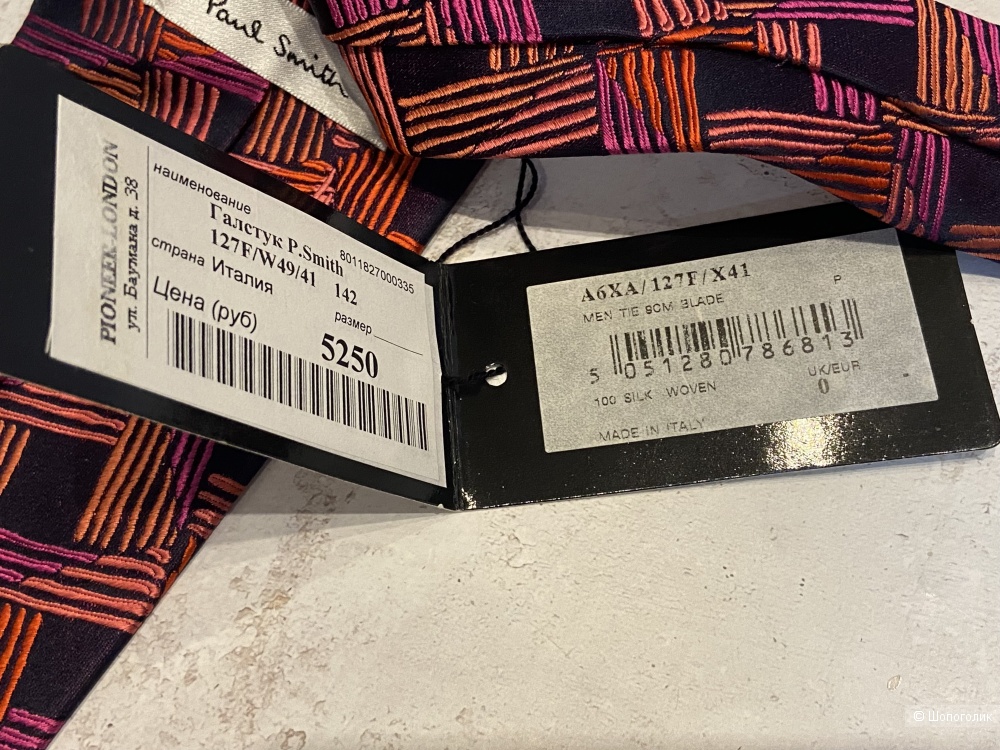 Paul Smith
PIONEER-LONDON
ул. Баумана д. 38
наименование
Галстук P.Smith
8011827000335
127F/W49/41 142
страна Италия
размер
Цена (руб)
5250
A6XA/127F/X41
P
MEN TIE 9CM BLADE
5 051280 786813
100 SILK WOVEN
UK/EUR
0
MADE IN ITALY
© Шопоголик